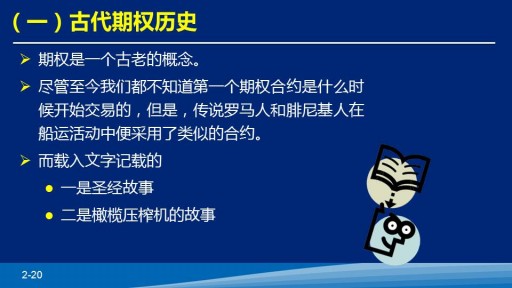 （一）古代期权历史
期权是一个古老的概念。
尽管至今我们都不知道第一个期权合约是什么时
候开始交易的，但是，传说罗马人和腓尼基人在
船运活动中便采用了类似的合约。
而载入文字记载的
一是圣经故事
二是橄榄压榨机的故事
2-20